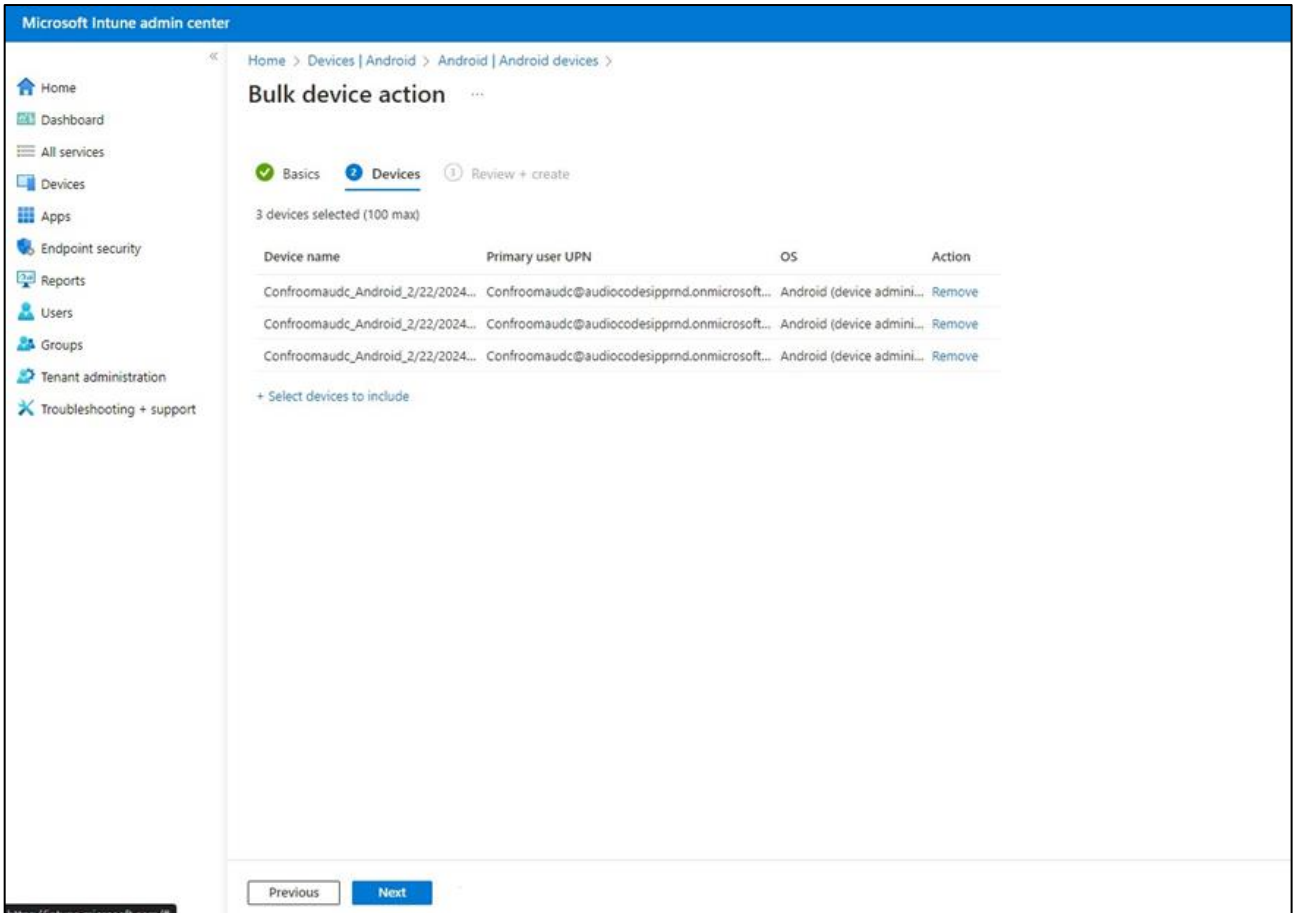 Microsoft Intune admin center
«
Home > Devices | Android > Android | Android devices >
Home
Bulk device action ...
Dashboard
All services
Devices
Apps
Endpoint security
Reports
Users
Groups
Tenant administration
Troubleshooting + support
Basics 2 Devices 3 Review + create
3 devices selected (100 max)
Device name Primary user UPN OS Action
Confroomaudc_Android_2/22/2024... Confroomaudc@audiocodesipprnd.onmicrosoft... Android (device admini... Remove
Confroomaudc_Android_2/22/2024... Confroomaudc@audiocodesipprnd.onmicrosoft... Android (device admini... Remove
Confroomaudc_Android_2/22/2024... Confroomaudc@audiocodesipprnd.onmicrosoft... Android (device admini... Remove
+ Select devices to include
Previous Next